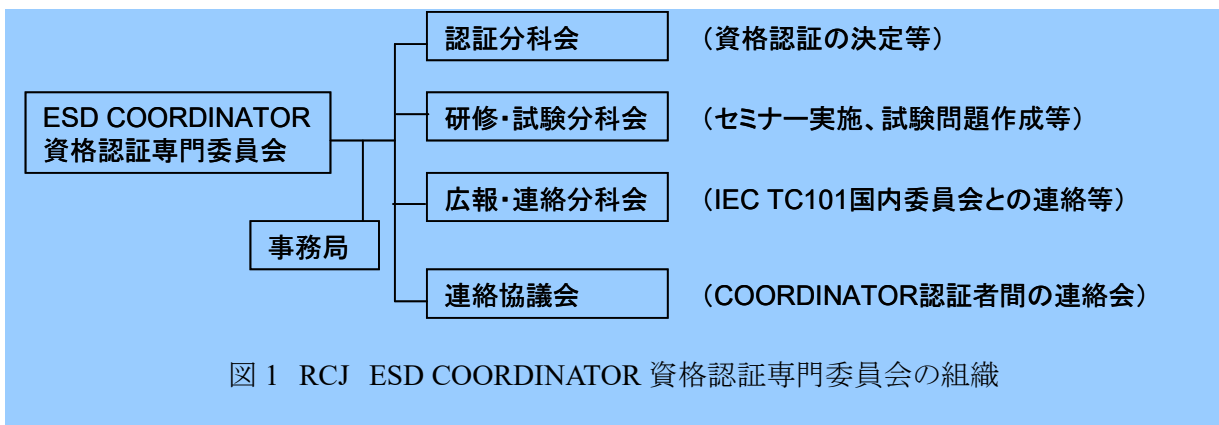 認証分科会 （資格認証の決定等）
ESD COORDINATOR
資格認証専門委員会
研修・試験分科会 （セミナー実施、試験問題作成等）
広報・連絡分科会 （IEC TC101国内委員会との連絡等）
事務局
連絡協議会 （COORDINATOR認証者間の連絡会）
図 1 RCJ ESD COORDINATOR 資格認証専門委員会の組織